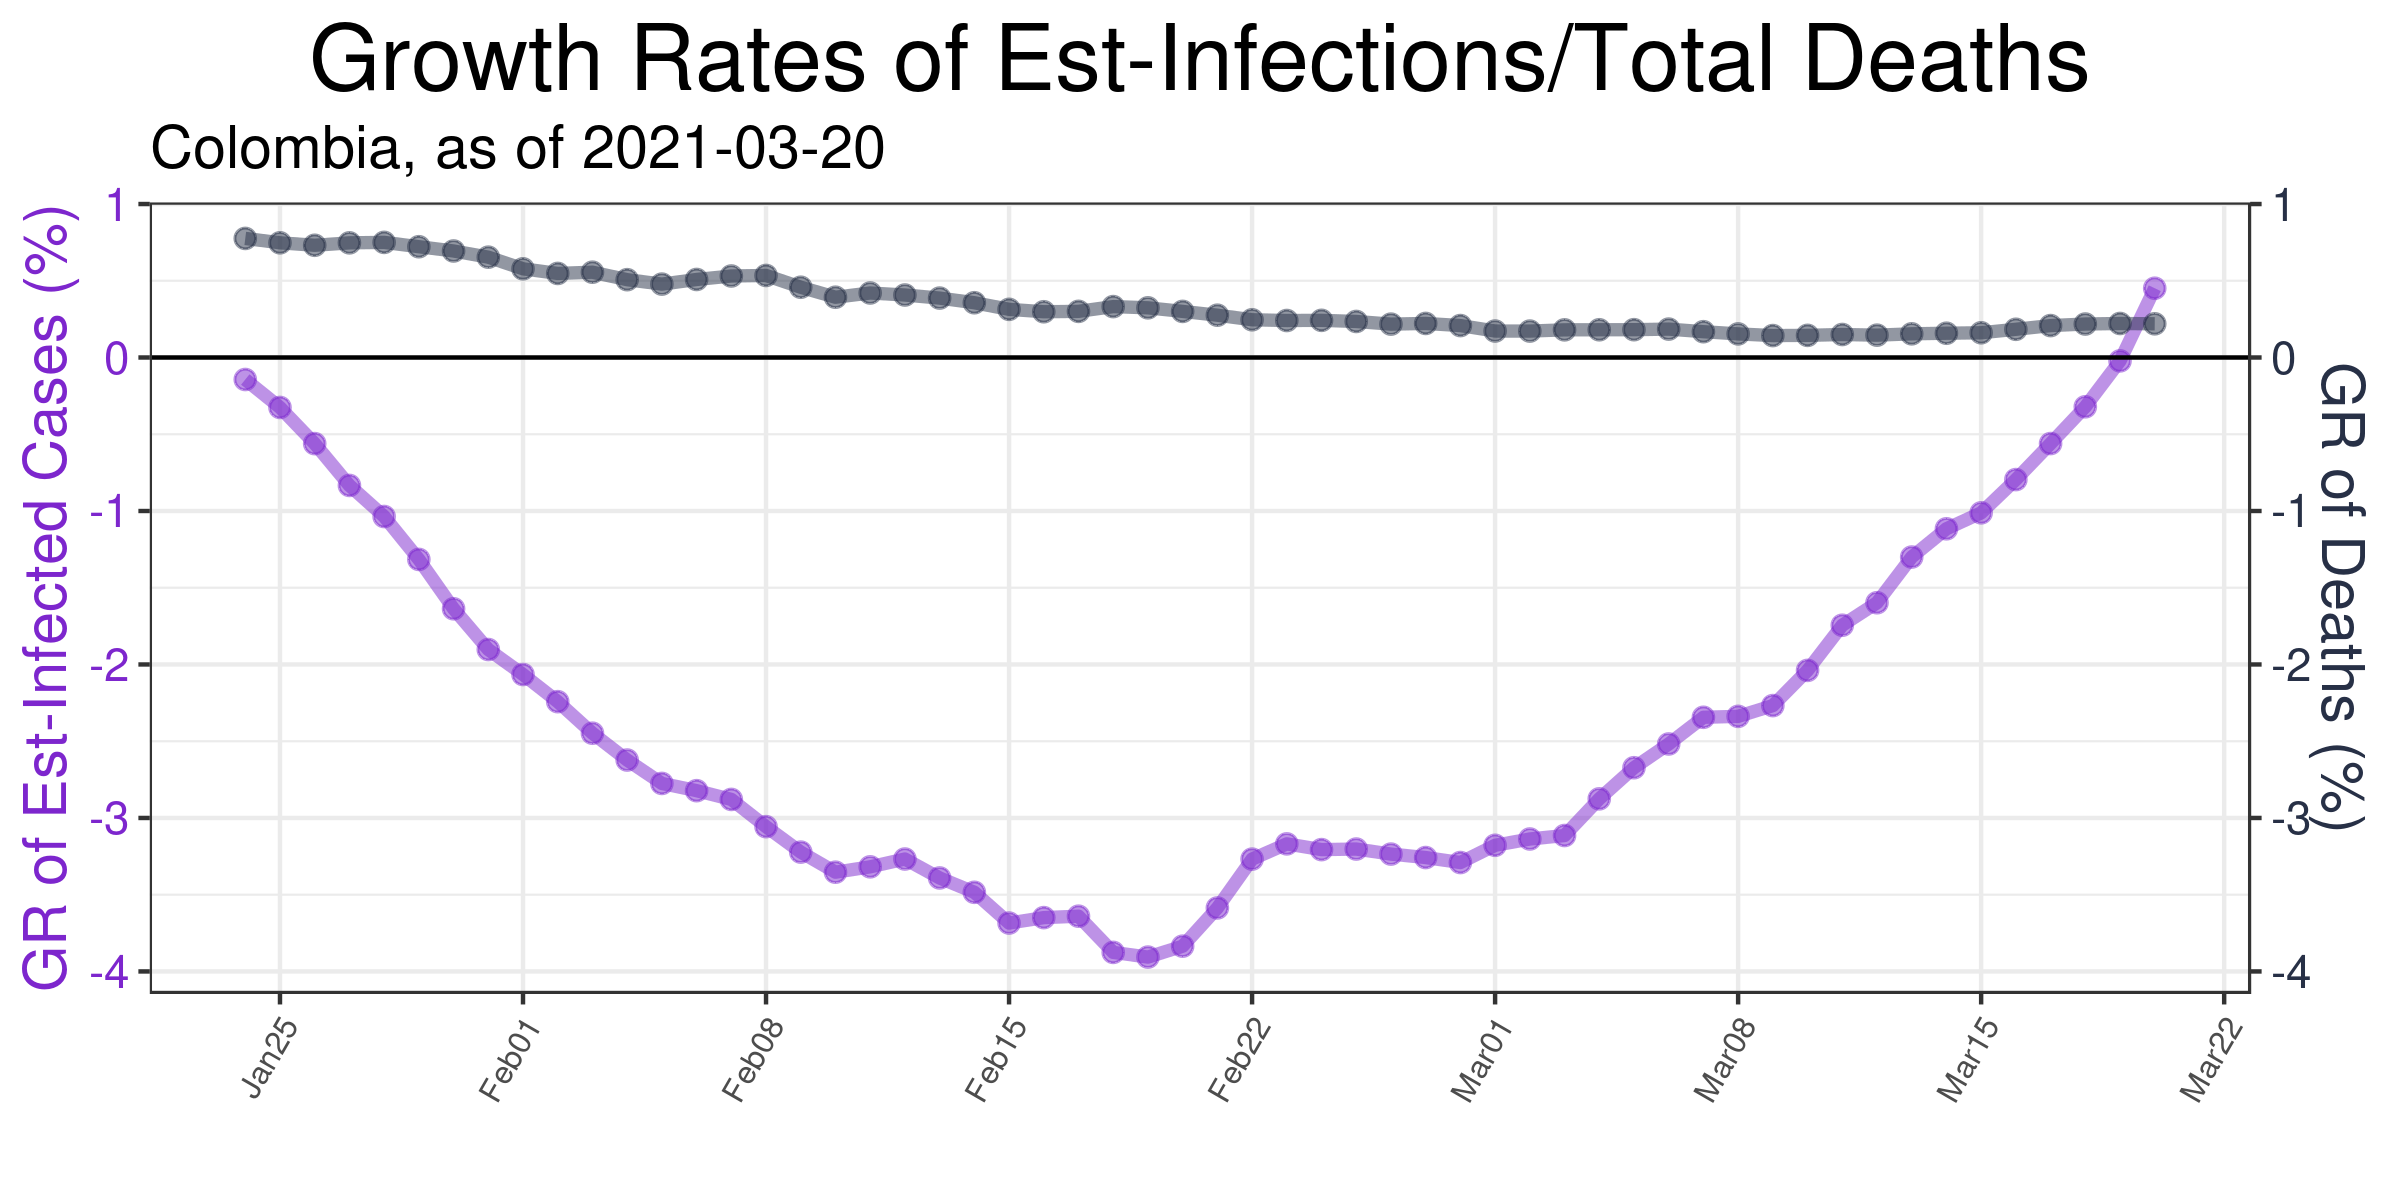 Growth Rates of Est-Infections/Total Deaths
Colombia, as of 2021-03-20
GR of Est-Infected Cases (%)
1
0
-1
-2
-3
-4
1
0
-1
-2
-3
-4
GR of Deaths (%)
Jan25
Feb01
Feb08
Feb15
Feb22
Mar01
Mar08
Mar15
Mar22